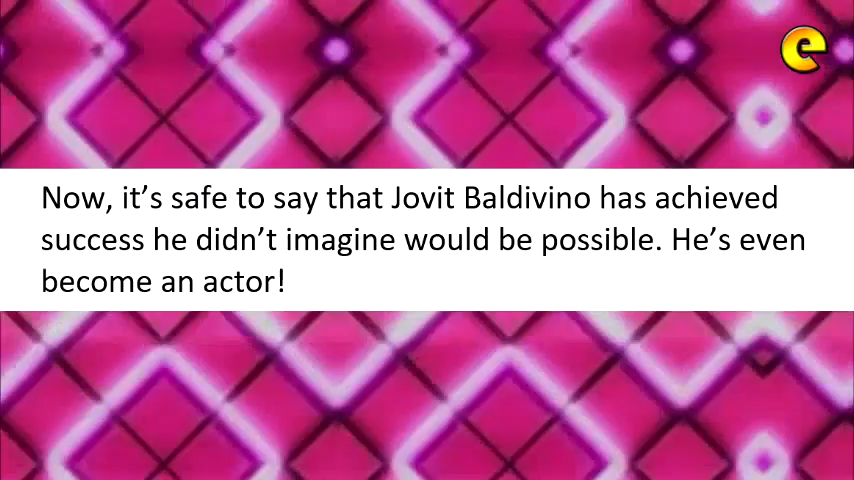 e
Now, it’s safe to say that Jovit Baldivino has achieved
success he didn’t imagine would be possible. He’s even
become an actor!